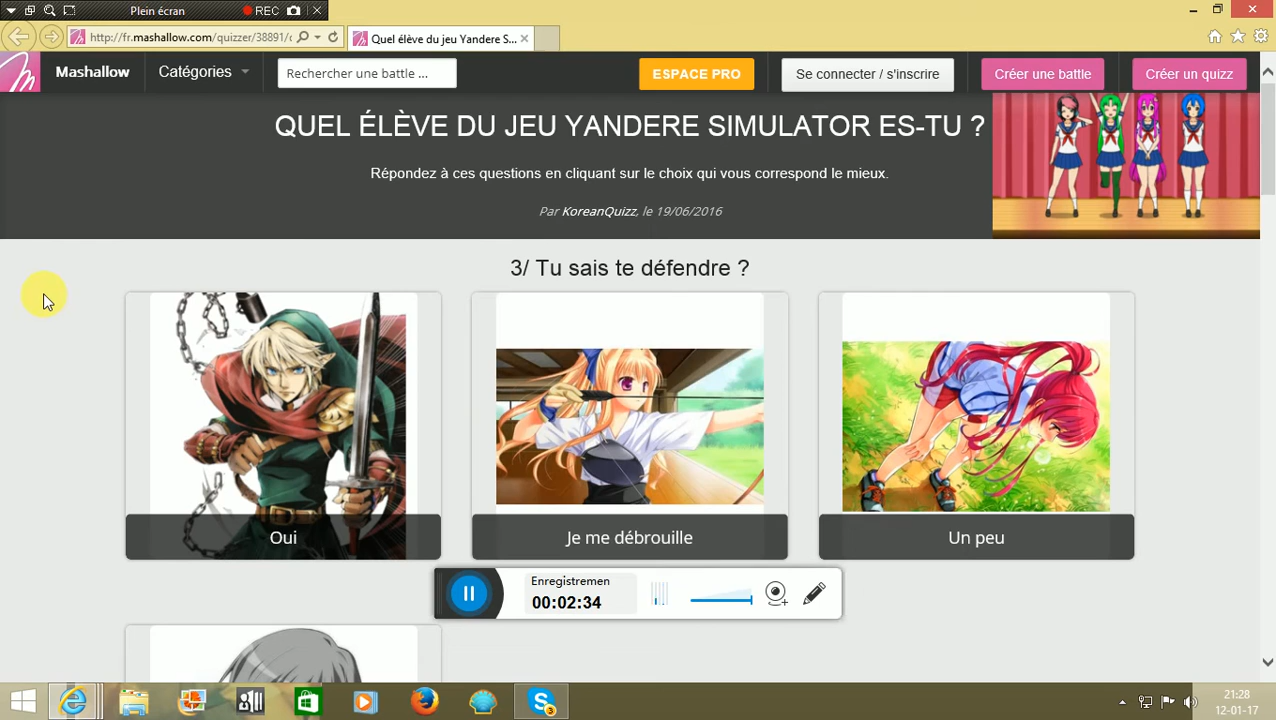 Plein écran
REC
http://fr.mashallow.com/quizzer/38891/
Quel élève du jeu Yandere S...
Mashallow
Catégories
Rechercher une battle ...
ESPACE PRO
Se connecter / s'inscrire
Créer une battle
Créer un quizz
QUEL ÉLÈVE DU JEU YANDERE SIMULATOR ES-TU ?
Répondez à ces questions en cliquant sur le choix qui vous correspond le mieux.
Par KoreanQuizz, le 19/06/2016
3/ Tu sais te défendre ?
Oui
Je me débrouille
Un peu
Enregistremen
00:02:34
3
21:28
12-01-17